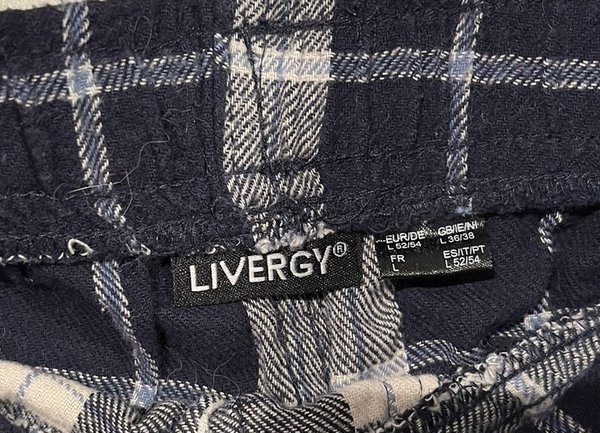 LIVERGY®
EUR/DE GB/IE/NI
L 52/54 L 36/38
FR ES/IT/PT
L L 52/54